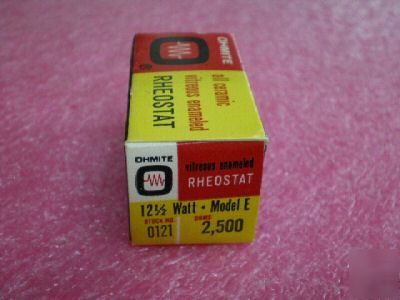 OHMITE
®
all ceramic
vitreous enameled
RHEOSTAT
OHMITE
vitreous enameled
RHEOSTAT
12½ Watt • Model E
STOCK NO. OHMS
0121 2,500